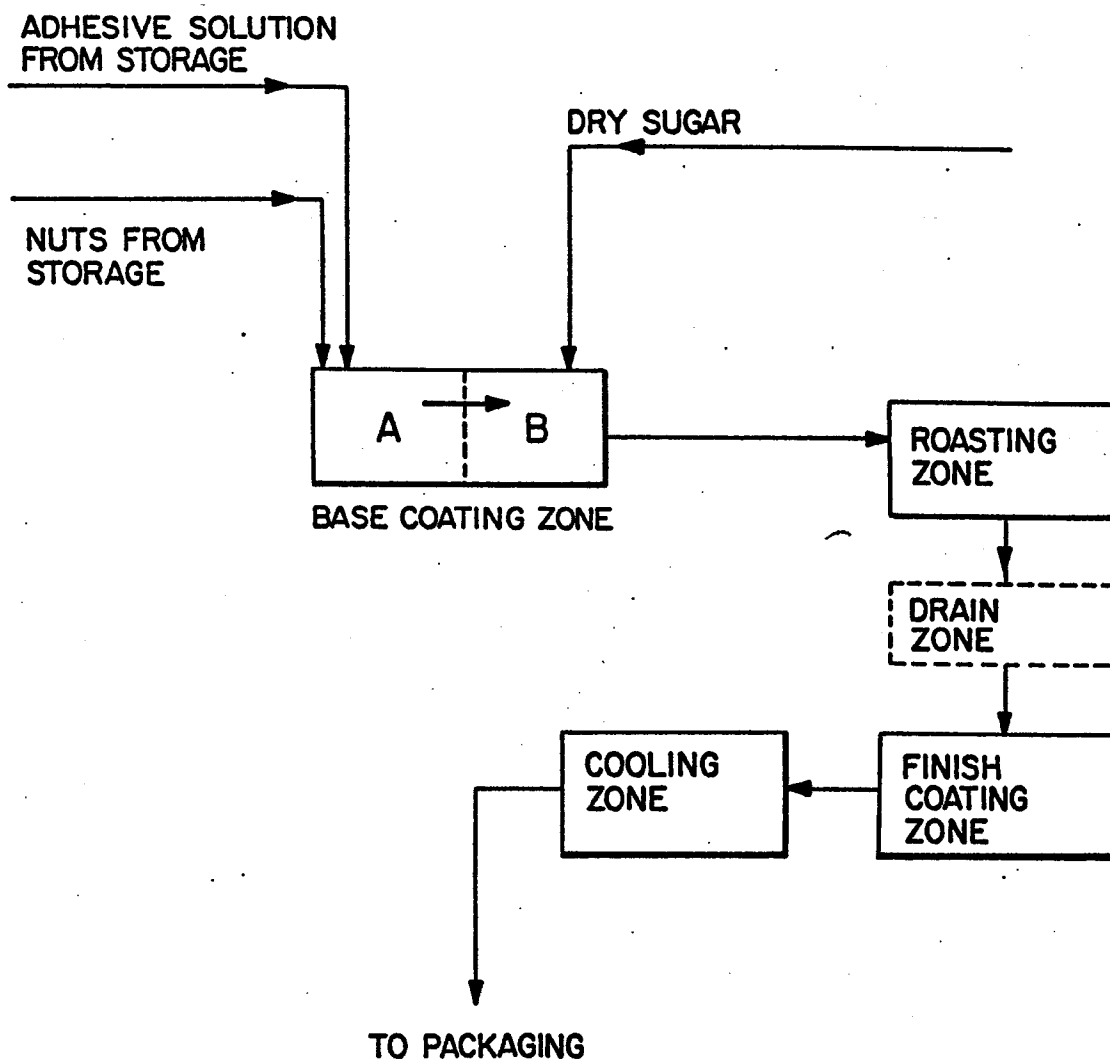 ADHESIVE SOLUTION
FROM STORAGE
DRY SUGAR
NUTS FROM
STORAGE
A
B
BASE COATING ZONE
ROASTING
ZONE
DRAIN
ZONE
FINISH
COATING
ZONE
COOLING
ZONE
TO PACKAGING